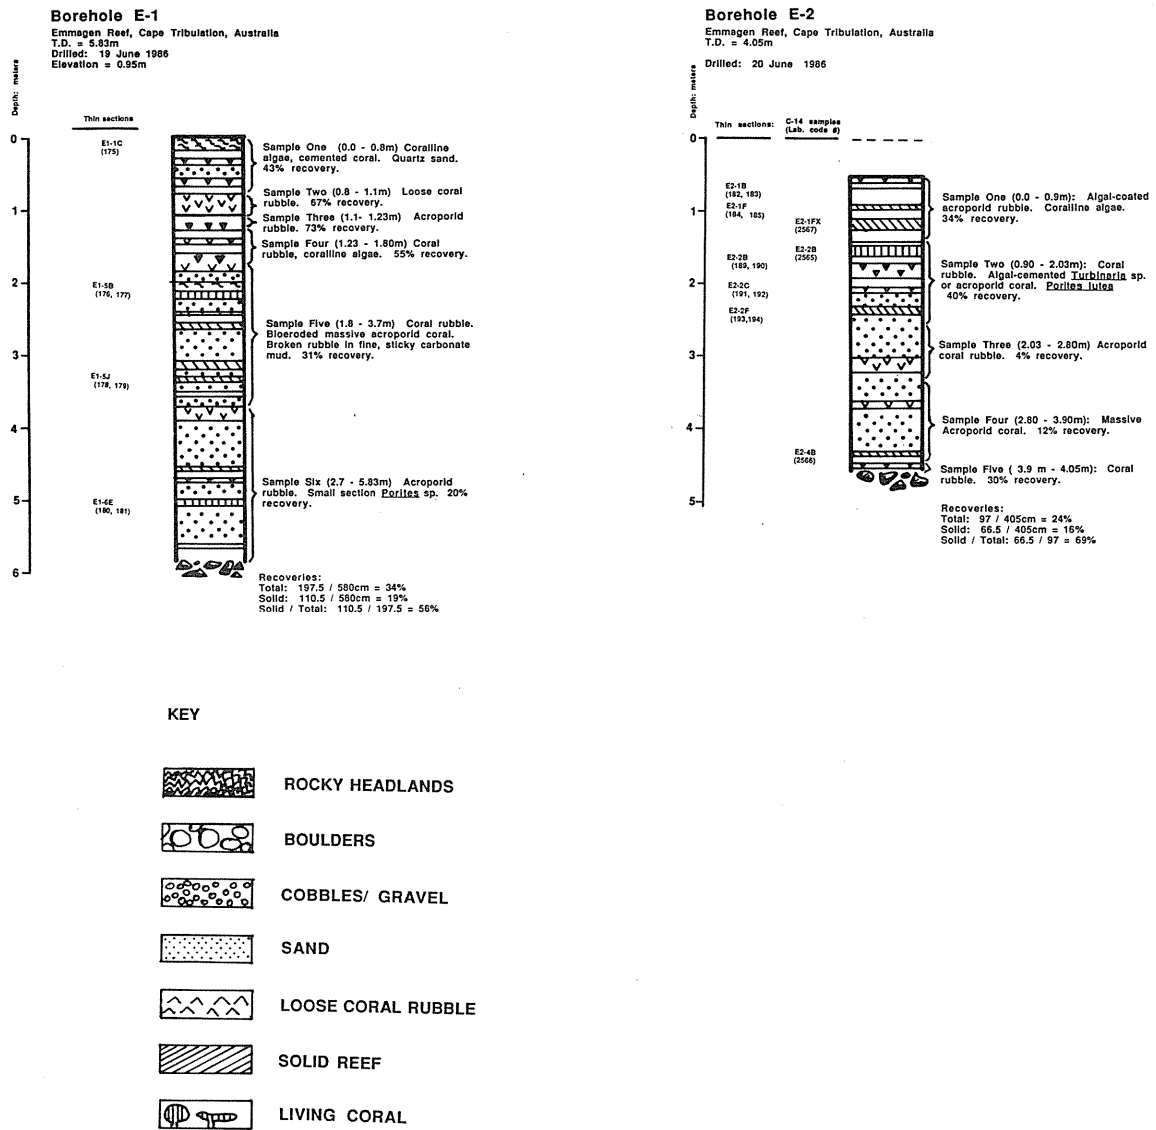 Borehole E-1
Emmagen Reef, Cape Tribulation, Australia
T.D. = 5.83m
Drilled: 19 June 1986
Elevation = 0.95m
Depth: meters
Thin sections
0
1
2
3
4
5
6
E1-1C
(175)
E1-5B
(176, 177)
E1-5J
(178, 179)
E1-6E
(180, 181)
Sample One (0.0 - 0.8m) Coralline
algae, cemented coral. Quartz sand.
43% recovery.
Sample Two (0.8 - 1.1m) Loose coral
rubble. 67% recovery.
Sample Three (1.1- 1.23m) Acroporid
rubble. 73% recovery.
Sample Four (1.23 - 1.80m) Coral
rubble, coralline algae. 55% recovery.
Sample Five (1.8 - 3.7m) Coral rubble.
Bioeroded massive acroporid coral.
Broken rubble in fine, sticky carbonate
mud. 31% recovery.
Sample Six (2.7 - 5.83m) Acroporid
rubble. Small section Porites sp. 20%
recovery.
Recoveries:
Total: 197.5 / 580cm = 34%
Solid: 110.5 / 580cm = 19%
Solid / Total: 110.5 / 197.5 = 56%
Borehole E-2
Emmagen Reef, Cape Tribulation, Australia
T.D. = 4.05m
Drilled: 20 June 1986
Depth: meters
Thin sections:
C-14 samples
(Lab. code #)
0
1
2
3
4
5
E2-1B
(182, 183)
E2-1F
(184, 185)
E2-1FX
(2567)
E2-2B
(2565)
E2-2B
(189, 190)
E2-2C
(191, 192)
E2-2F
(193,194)
E2-4B
(2566)
Sample One (0.0 - 0.9m): Algal-coated
acroporid rubble. Coralline algae.
34% recovery.
Sample Two (0.90 - 2.03m): Coral
rubble. Algal-cemented Turbinaria sp.
or acroporid coral. Porites lutea
40% recovery.
Sample Three (2.03 - 2.80m) Acroporid
coral rubble. 4% recovery.
Sample Four (2.80 - 3.90m): Massive
Acroporid coral. 12% recovery.
Sample Five ( 3.9 m - 4.05m): Coral
rubble. 30% recovery.
Recoveries:
Total: 97 / 405cm = 24%
Solid: 66.5 / 405cm = 16%
Solid / Total: 66.5 / 97 = 69%
KEY
ROCKY HEADLANDS
BOULDERS
COBBLES/ GRAVEL
SAND
LOOSE CORAL RUBBLE
SOLID REEF
LIVING CORAL